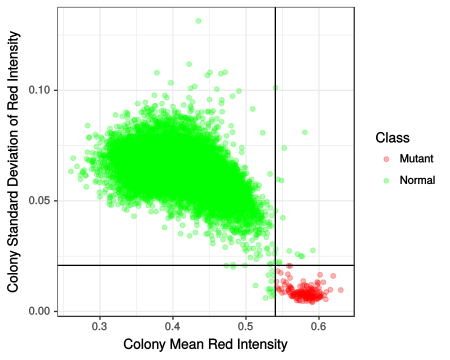 Colony Standard Deviation of Red Intensity
0.10
0.05
0.00
0.3 0.4 0.5 0.6
Colony Mean Red Intensity
Class
Mutant
Normal